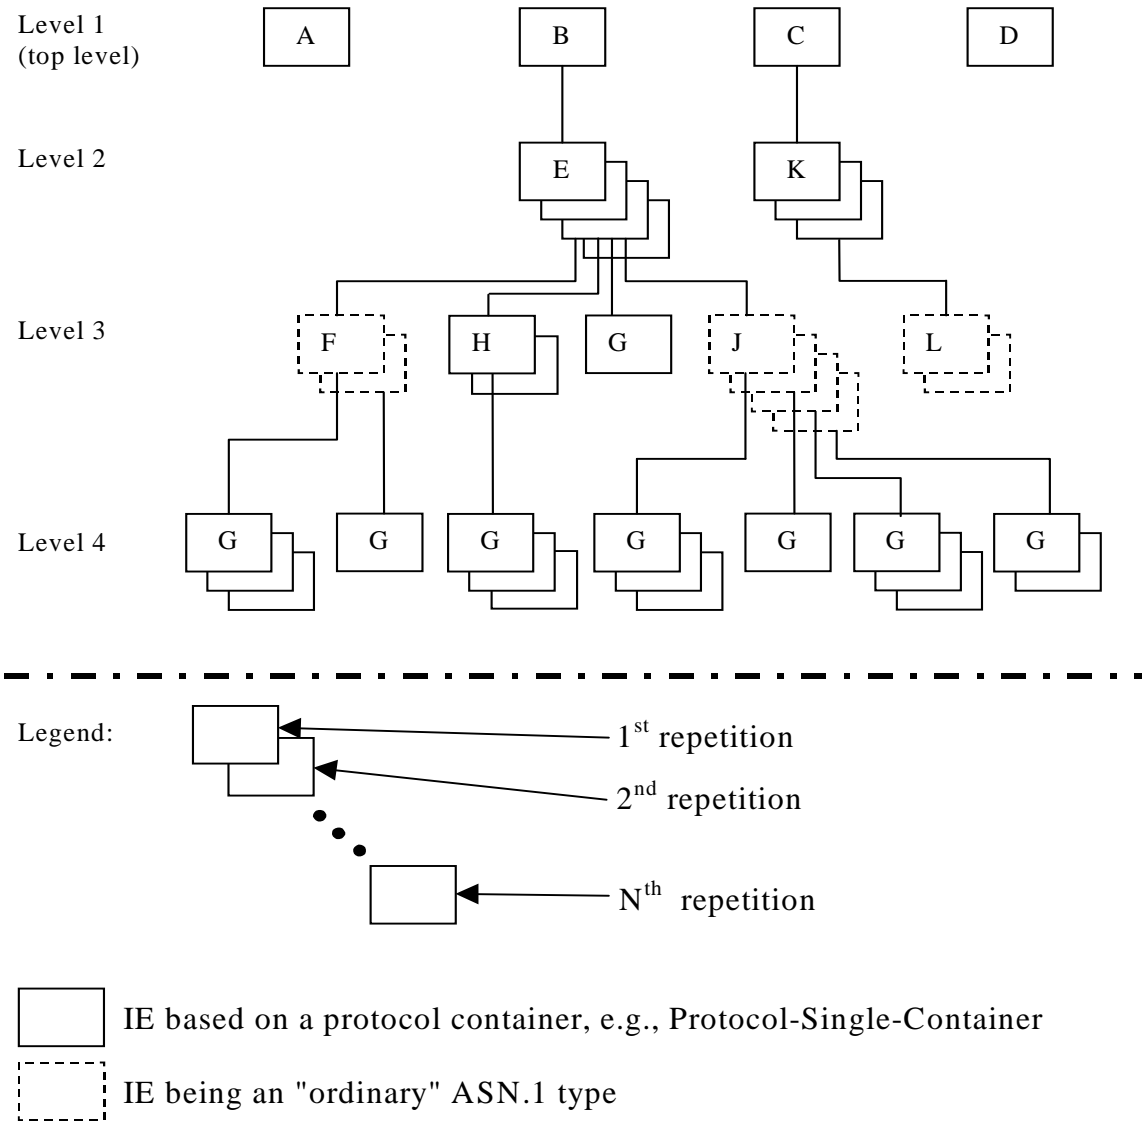 Level 1
(top level)
A
B
C
D
Level 2
E
K
Level 3
F
H
G
J
L
Level 4
G
G
G
G
G
G
G
Legend:
1st repetition
2nd repetition
Nth repetition
IE based on a protocol container, e.g., Protocol-Single-Container
IE being an "ordinary" ASN.1 type